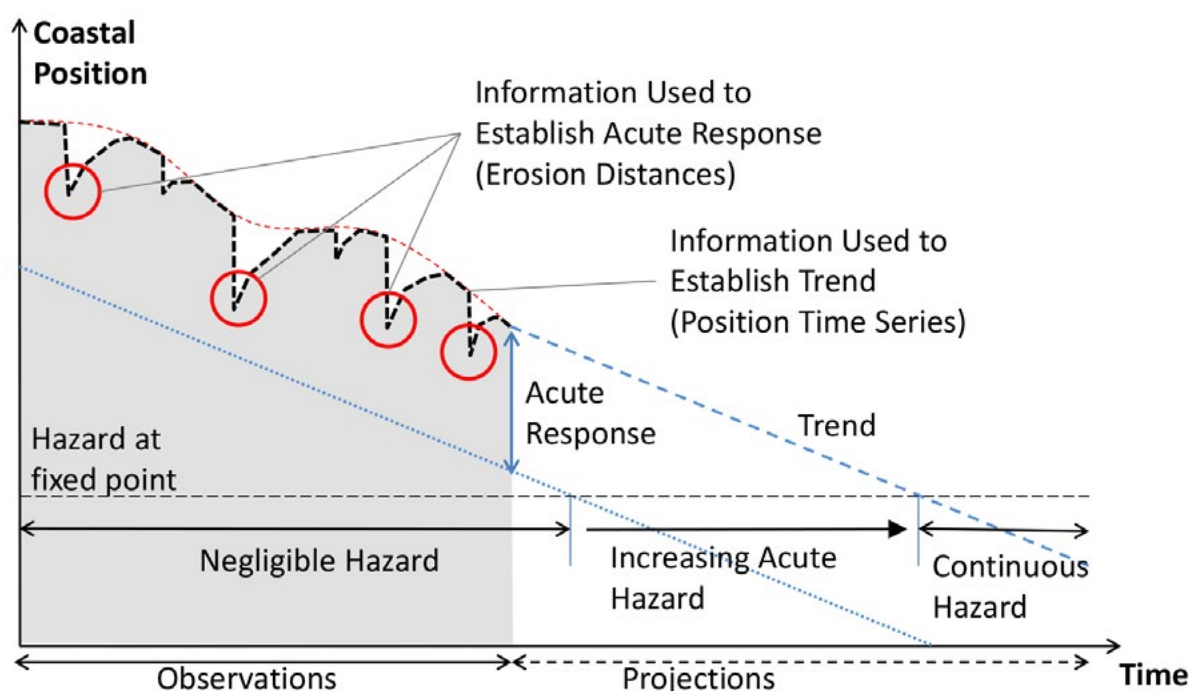 Coastal
Position
Information Used to
Establish Acute Response
(Erosion Distances)
Information Used to
Establish Trend
(Position Time Series)
Acute
Response
Trend
Hazard at
fixed point
Negligible Hazard
Increasing Acute
Hazard
Continuous
Hazard
Observations
Projections
Time